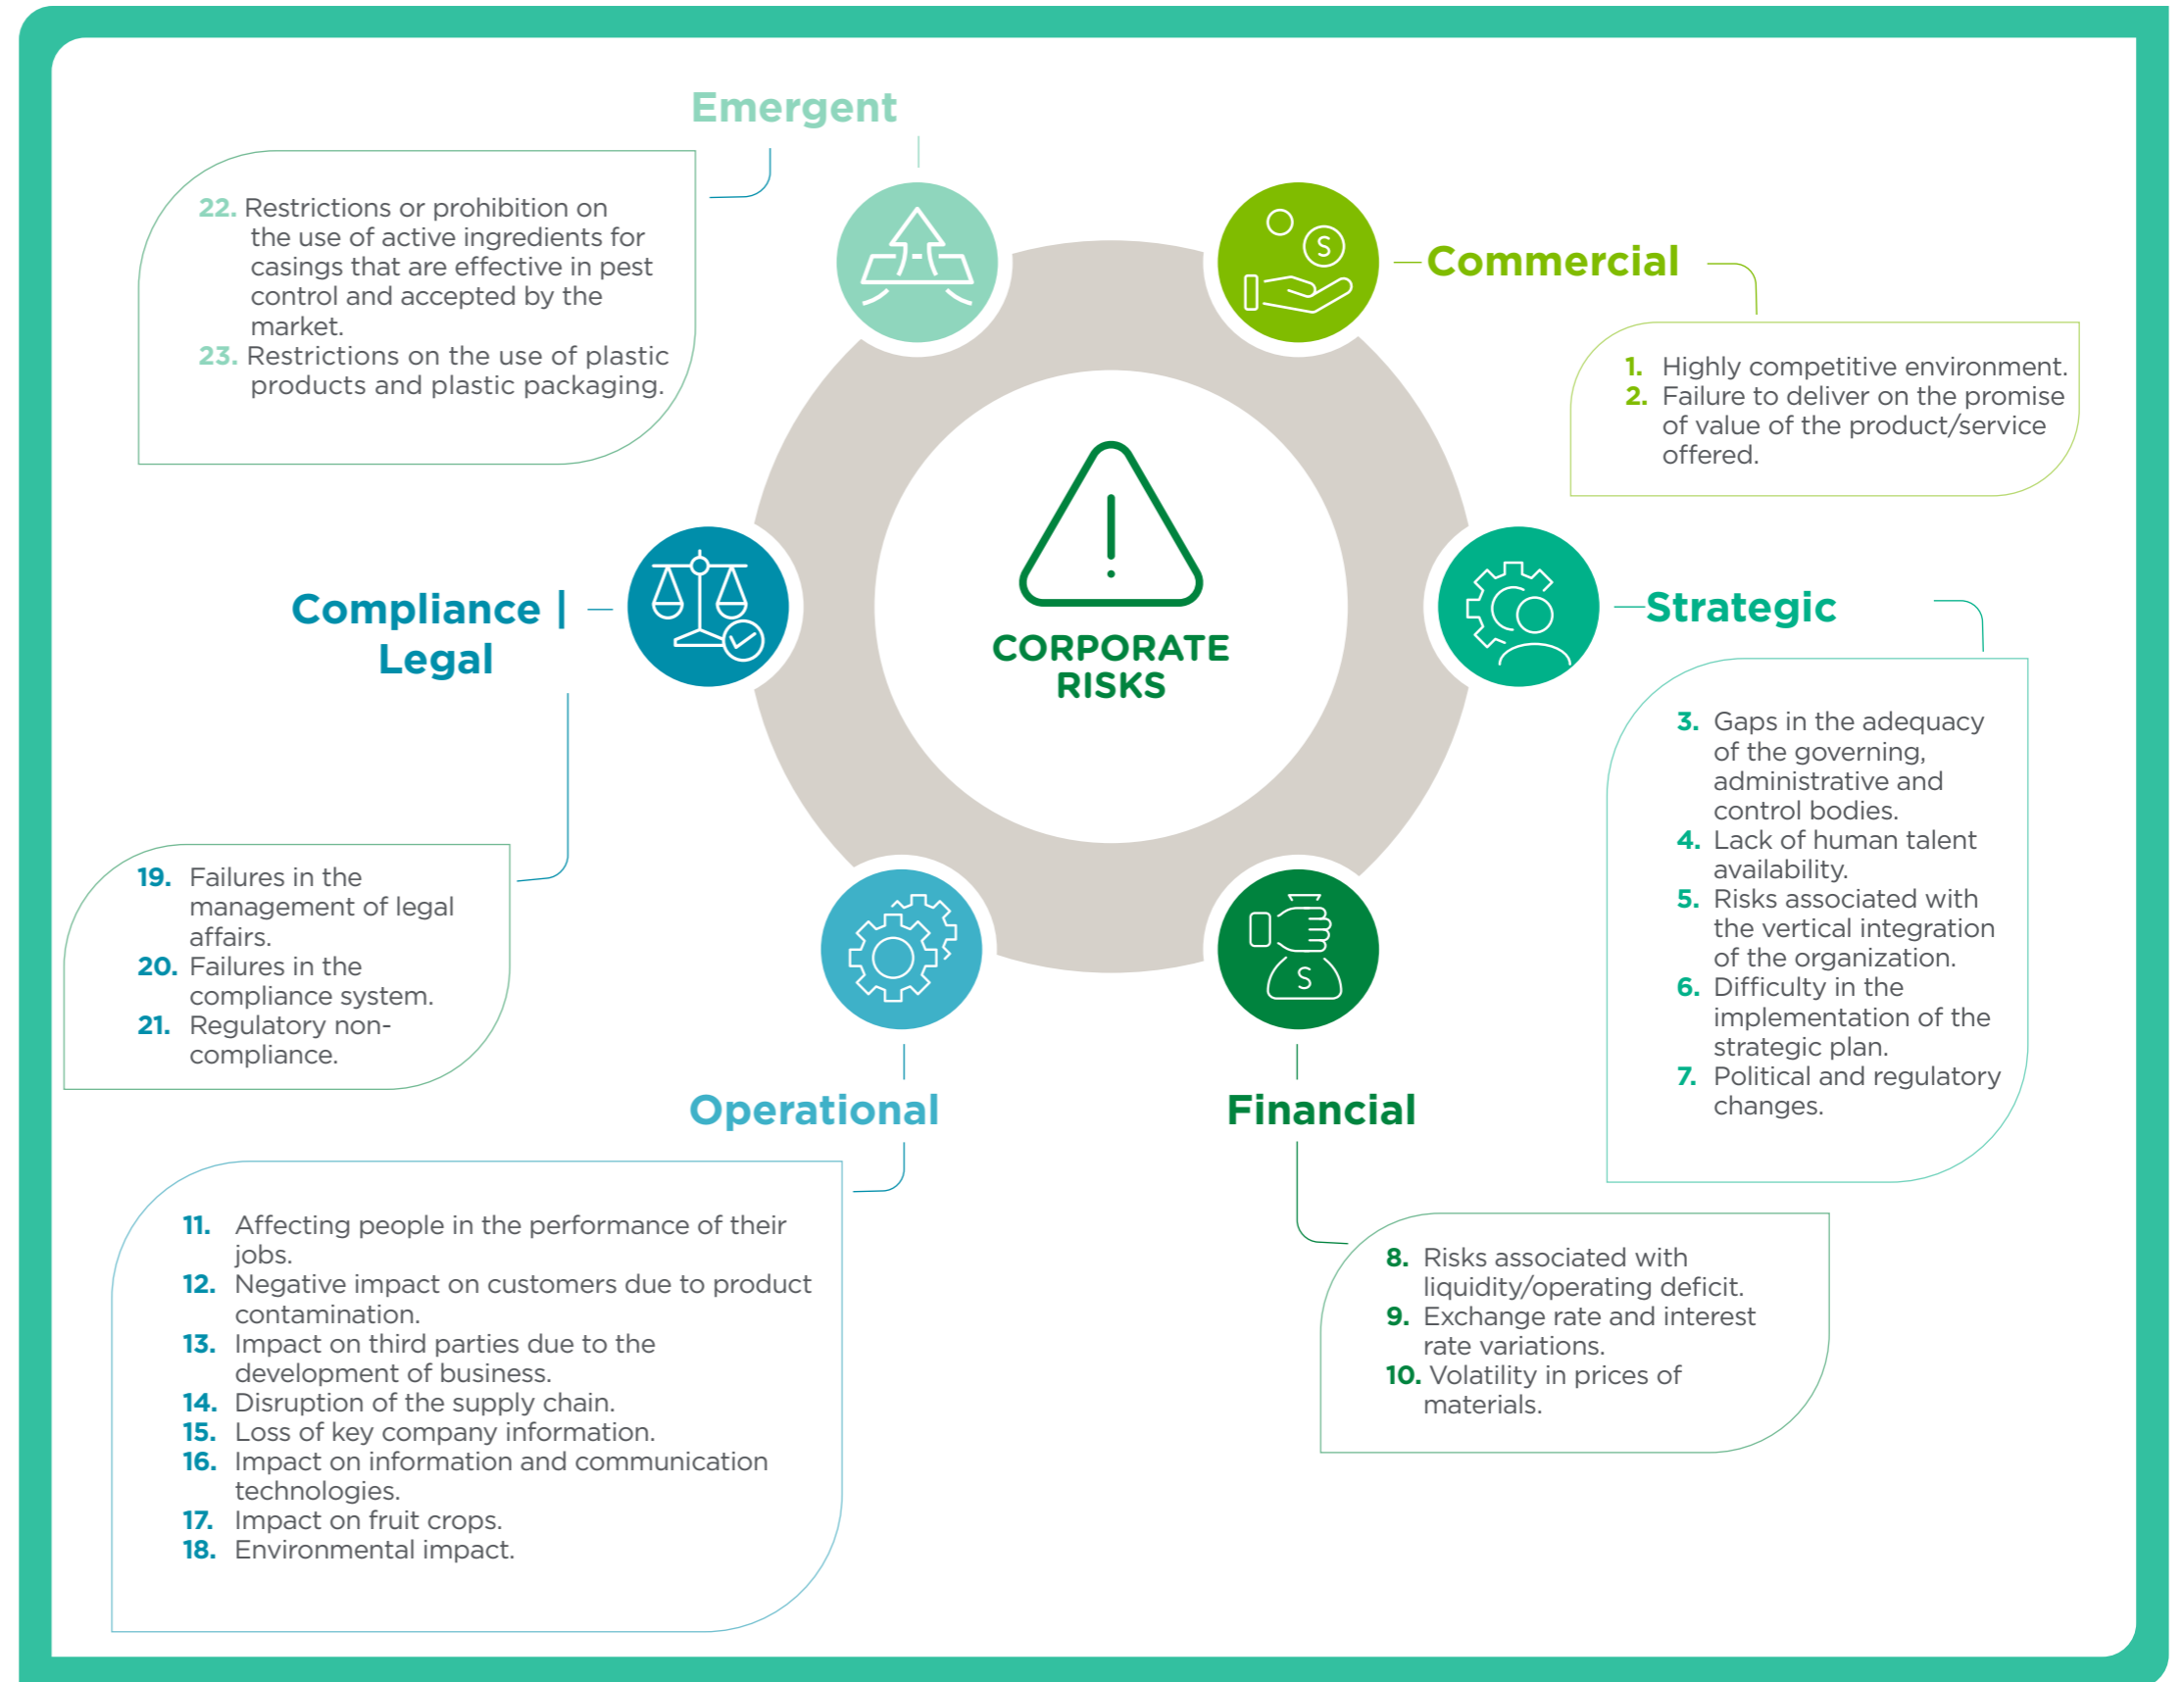 Emergent
22. Restrictions or prohibition on
the use of active ingredients for
casings that are effective in pest
control and accepted by the
market.
23. Restrictions on the use of plastic
products and plastic packaging.
S
Commercial
1. Highly competitive environment.
2. Failure to deliver on the promise
of value of the product/service
offered.
CORPORATE
RISKS
Compliance |
Legal
19. Failures in the
management of legal
affairs.
20. Failures in the
compliance system.
21. Regulatory non-
compliance.
Strategic
3. Gaps in the adequacy
of the governing,
administrative and
control bodies.
4. Lack of human talent
availability.
5. Risks associated with
the vertical integration
of the organization.
6. Difficulty in the
implementation of the
strategic plan.
7. Political and regulatory
changes.
Operational
11. Affecting people in the performance of their
jobs.
12. Negative impact on customers due to product
contamination.
13. Impact on third parties due to the
development of business.
14. Disruption of the supply chain.
15. Loss of key company information.
16. Impact on information and communication
technologies.
17. Impact on fruit crops.
18. Environmental impact.
S
Financial
8. Risks associated with
liquidity/operating deficit.
9. Exchange rate and interest
rate variations.
10. Volatility in prices of
materials.